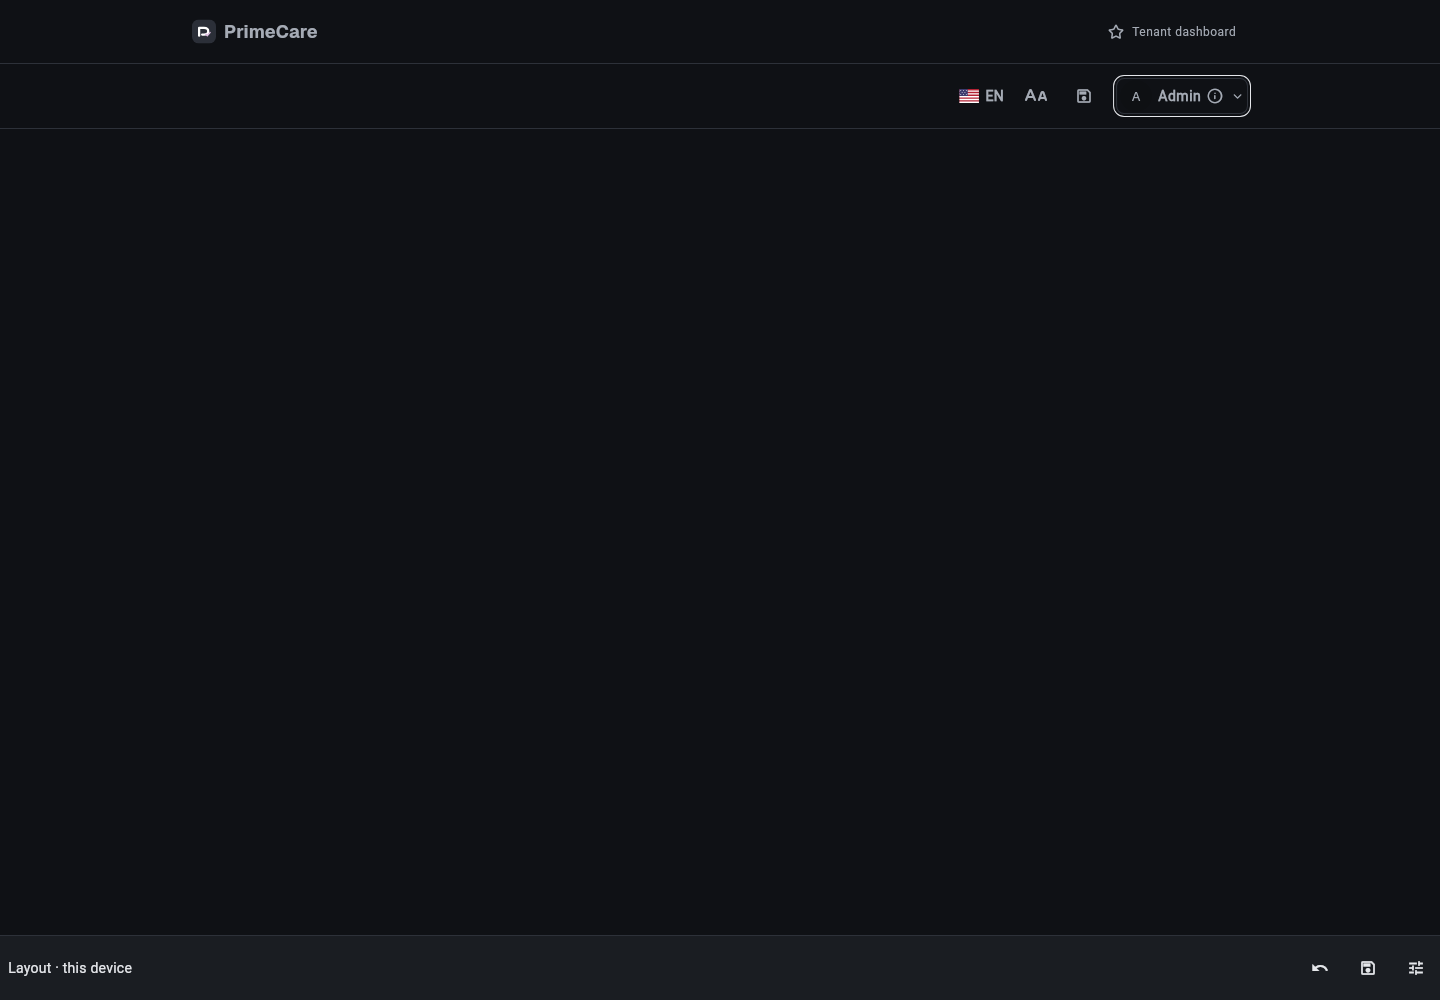 PrimeCare
Tenant dashboard
EN
AA
A
Admin
Layout · this device